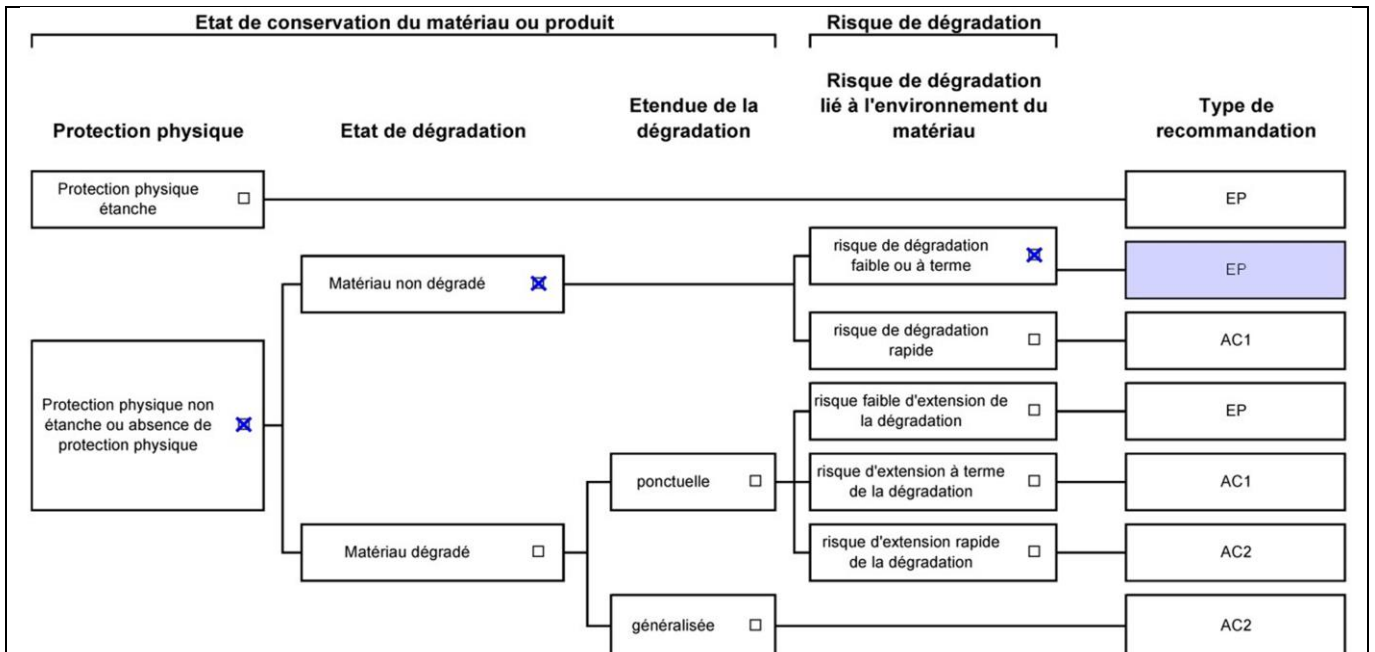 Etat de conservation du matériau ou produit
Risque de dégradation
Protection physique
Etat de dégradation
Etendue de la
dégradation
Risque de dégradation
lié à l'environnement du
matériau
Type de
recommandation
Protection physique
étanche
EP
Matériau non dégradé
risque de dégradation
faible ou à terme
EP
risque de dégradation
rapide
AC1
Protection physique non
étanche ou absence de
protection physique
risque faible d'extension de
la dégradation
EP
ponctuelle
risque d'extension à terme
de la dégradation
AC1
Matériau dégradé
risque d'extension rapide
de la dégradation
AC2
généralisée
AC2